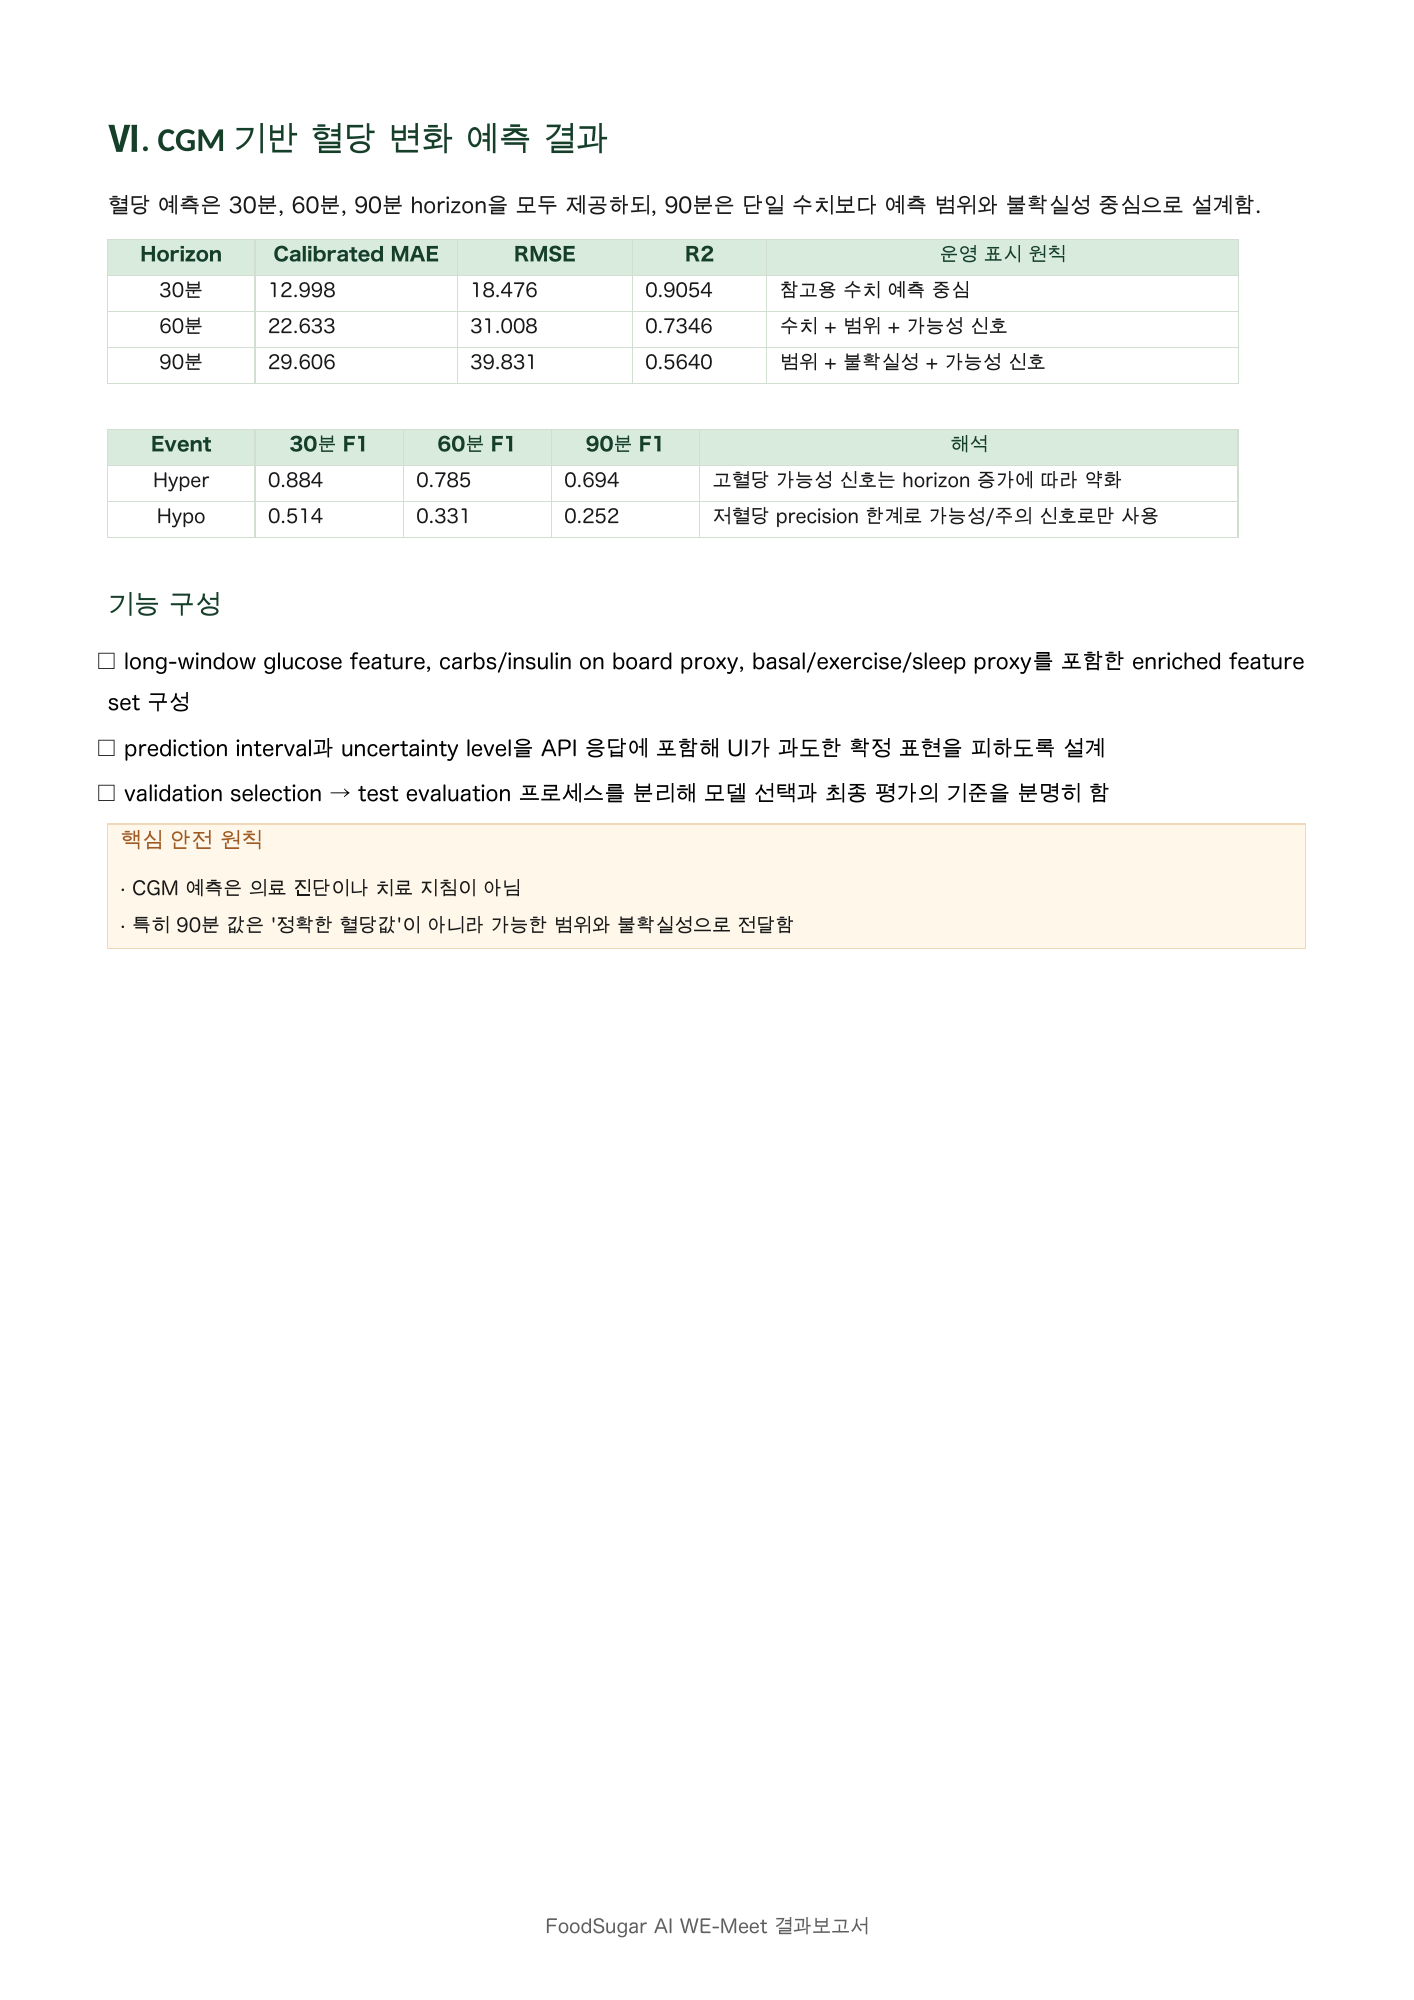 Ⅵ. CGM 기반 혈당 변화 예측 결과
혈당 예측은 30분, 60분, 90분 horizon을 모두 제공하되, 90분은 단일 수치보다 예측 범위와 불확실성 중심으로 설계함.
Horizon Calibrated MAE RMSE R2 운영 표시 원칙
30분 12.998 18.476 0.9054 참고용 수치 예측 중심
60분 22.633 31.008 0.7346 수치 + 범위 + 가능성 신호
90분 29.606 39.831 0.5640 범위 + 불확실성 + 가능성 신호
Event 30분 F1 60분 F1 90분 F1 해석
Hyper 0.884 0.785 0.694 고혈당 가능성 신호는 horizon 증가에 따라 약화
Hypo 0.514 0.331 0.252 저혈당 precision 한계로 가능성/주의 신호로만 사용
기능 구성
□ long-window glucose feature, carbs/insulin on board proxy, basal/exercise/sleep proxy를 포함한 enriched feature
set 구성
□ prediction interval과 uncertainty level을 API 응답에 포함해 UI가 과도한 확정 표현을 피하도록 설계
□ validation selection → test evaluation 프로세스를 분리해 모델 선택과 최종 평가의 기준을 분명히 함
핵심 안전 원칙
· CGM 예측은 의료 진단이나 치료 지침이 아님
· 특히 90분 값은 '정확한 혈당값'이 아니라 가능한 범위와 불확실성으로 전달함
FoodSugar AI WE-Meet 결과보고서